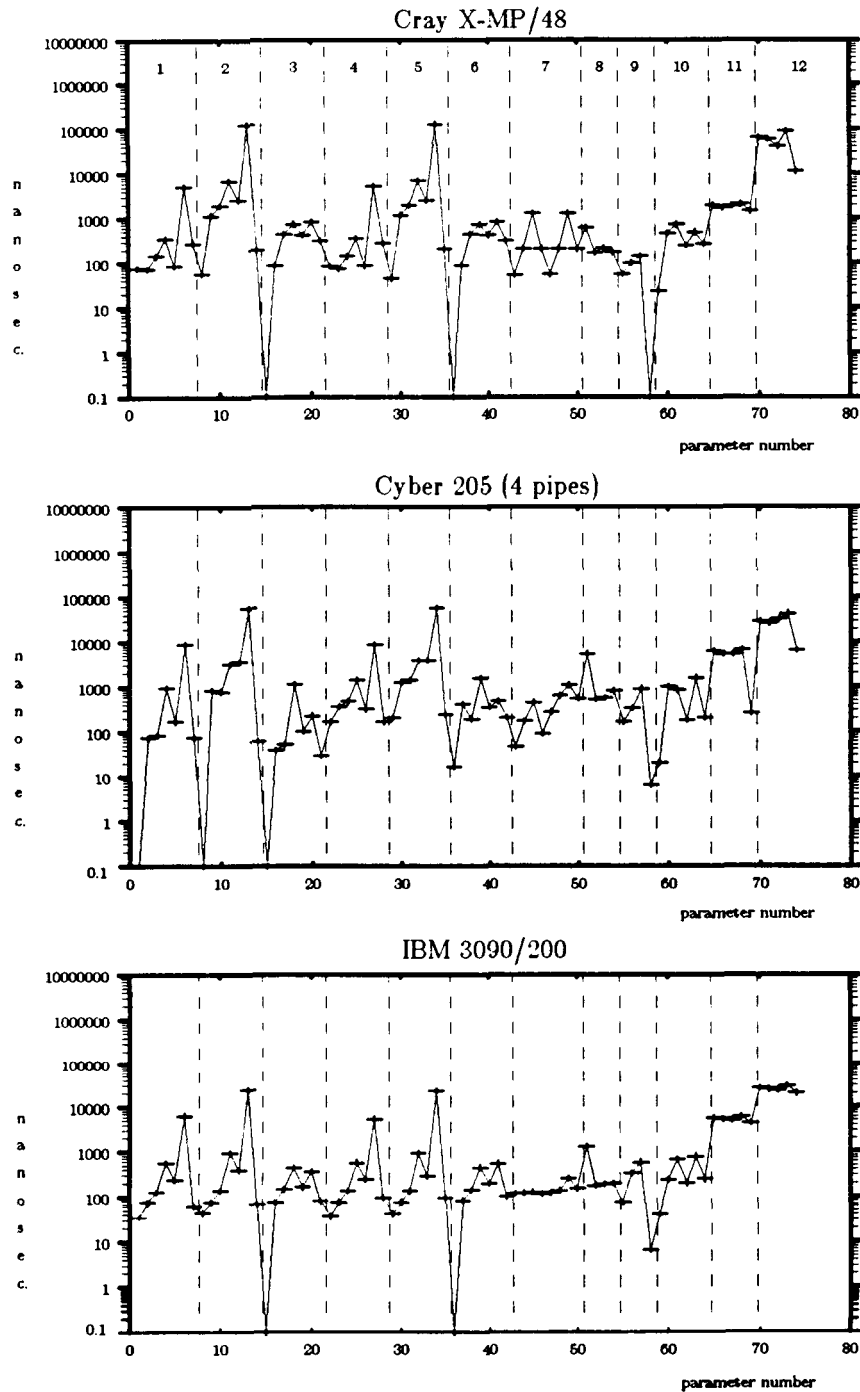 Cray X-MP/48
10000000
1000000
100000
10000
1000
100
10
1
0.1
n
a
n
o
s
e
c.
1 2 3 4 5 6 7 8 9 10 11 12
0 10 20 30 40 50 60 70 80
parameter number
Cyber 205 (4 pipes)
10000000
1000000
100000
10000
1000
100
10
1
0.1
n
a
n
o
s
e
c.
0 10 20 30 40 50 60 70 80
parameter number
IBM 3090/200
10000000
1000000
100000
10000
1000
100
10
1
0.1
n
a
n
o
s
e
c.
0 10 20 30 40 50 60 70 80
parameter number